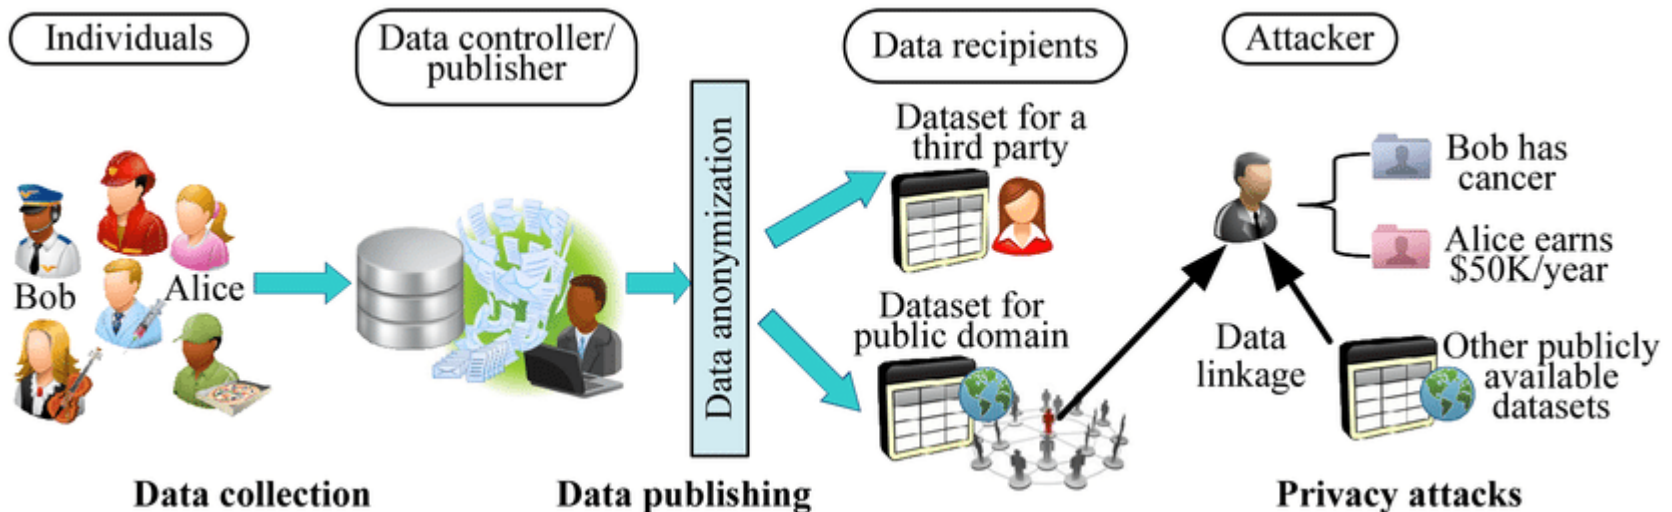 Individuals
Data controller/
publisher
Data recipients
Attacker
Bob
Alice
Data anonymization
Dataset for a
third party
Dataset for
public domain
Bob has
cancer
Alice earns
$50K/year
Data
linkage
Other publicly
available
datasets
Data collection
Data publishing
Privacy attacks